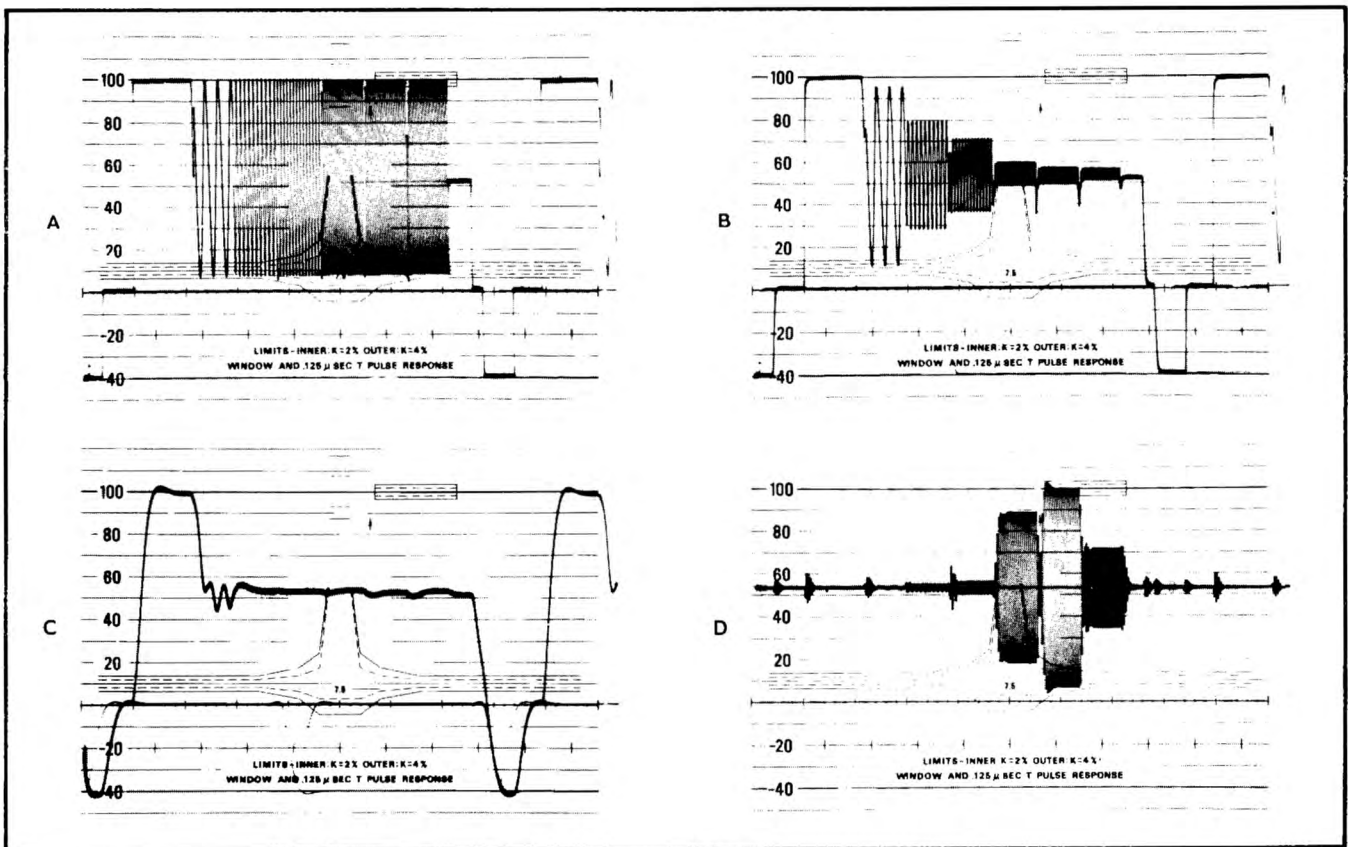 A
100
80
60
40
20
-20
40
LIMITS-INNER:K=2% OUTER:K=4%
WINDOW AND .125 µ SEC T PULSE RESPONSE
B
100
80
60
40
20
7.5
-20
40
LIMITS-INNER:K=2% OUTER:K=4%
WINDOW AND .125 µ SEC T PULSE RESPONSE
C
100
80
60
40
20
7.5
-20
40
LIMITS-INNER:K=2% OUTER:K=4%
WINDOW AND .125 µ SEC T PULSE RESPONSE
D
100
80
60
40
20
7.5
-20
-40
LIMITS-INNER:K=2% OUTER:K=4%
WINDOW AND .125 µ SEC T PULSE RESPONSE